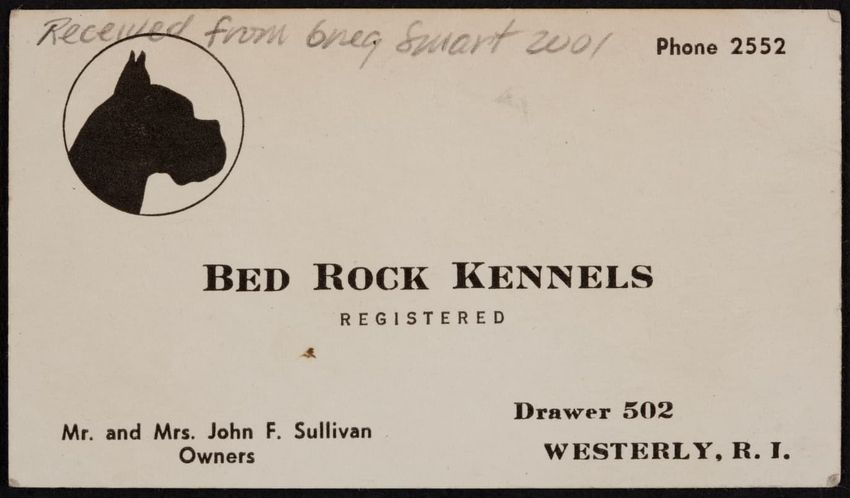 Received from Greg Smart 2001
Phone 2552
BED ROCK KENNELS
REGISTERED
Mr. and Mrs. John F. Sullivan
Owners
Drawer 502
WESTERLY, R. I.